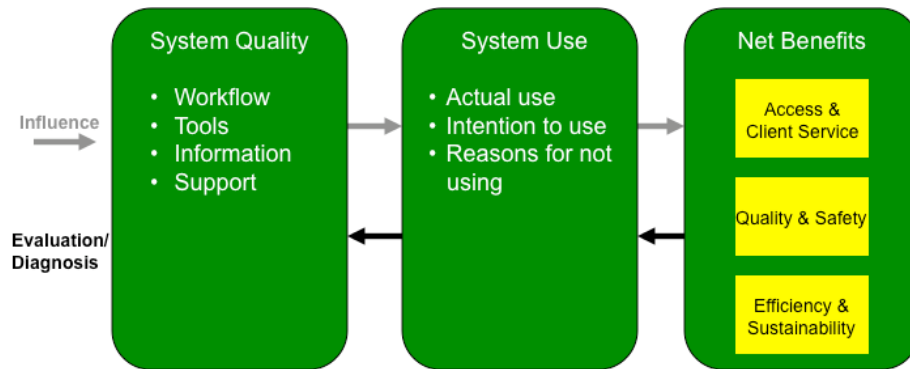 System Quality
• Workflow
• Tools
• Information
• Support
System Use
• Actual use
• Intention to use
• Reasons for not
using
Net Benefits
Access &
Client Service
Quality & Safety
Efficiency &
Sustainability
Influence
Evaluation/
Diagnosis